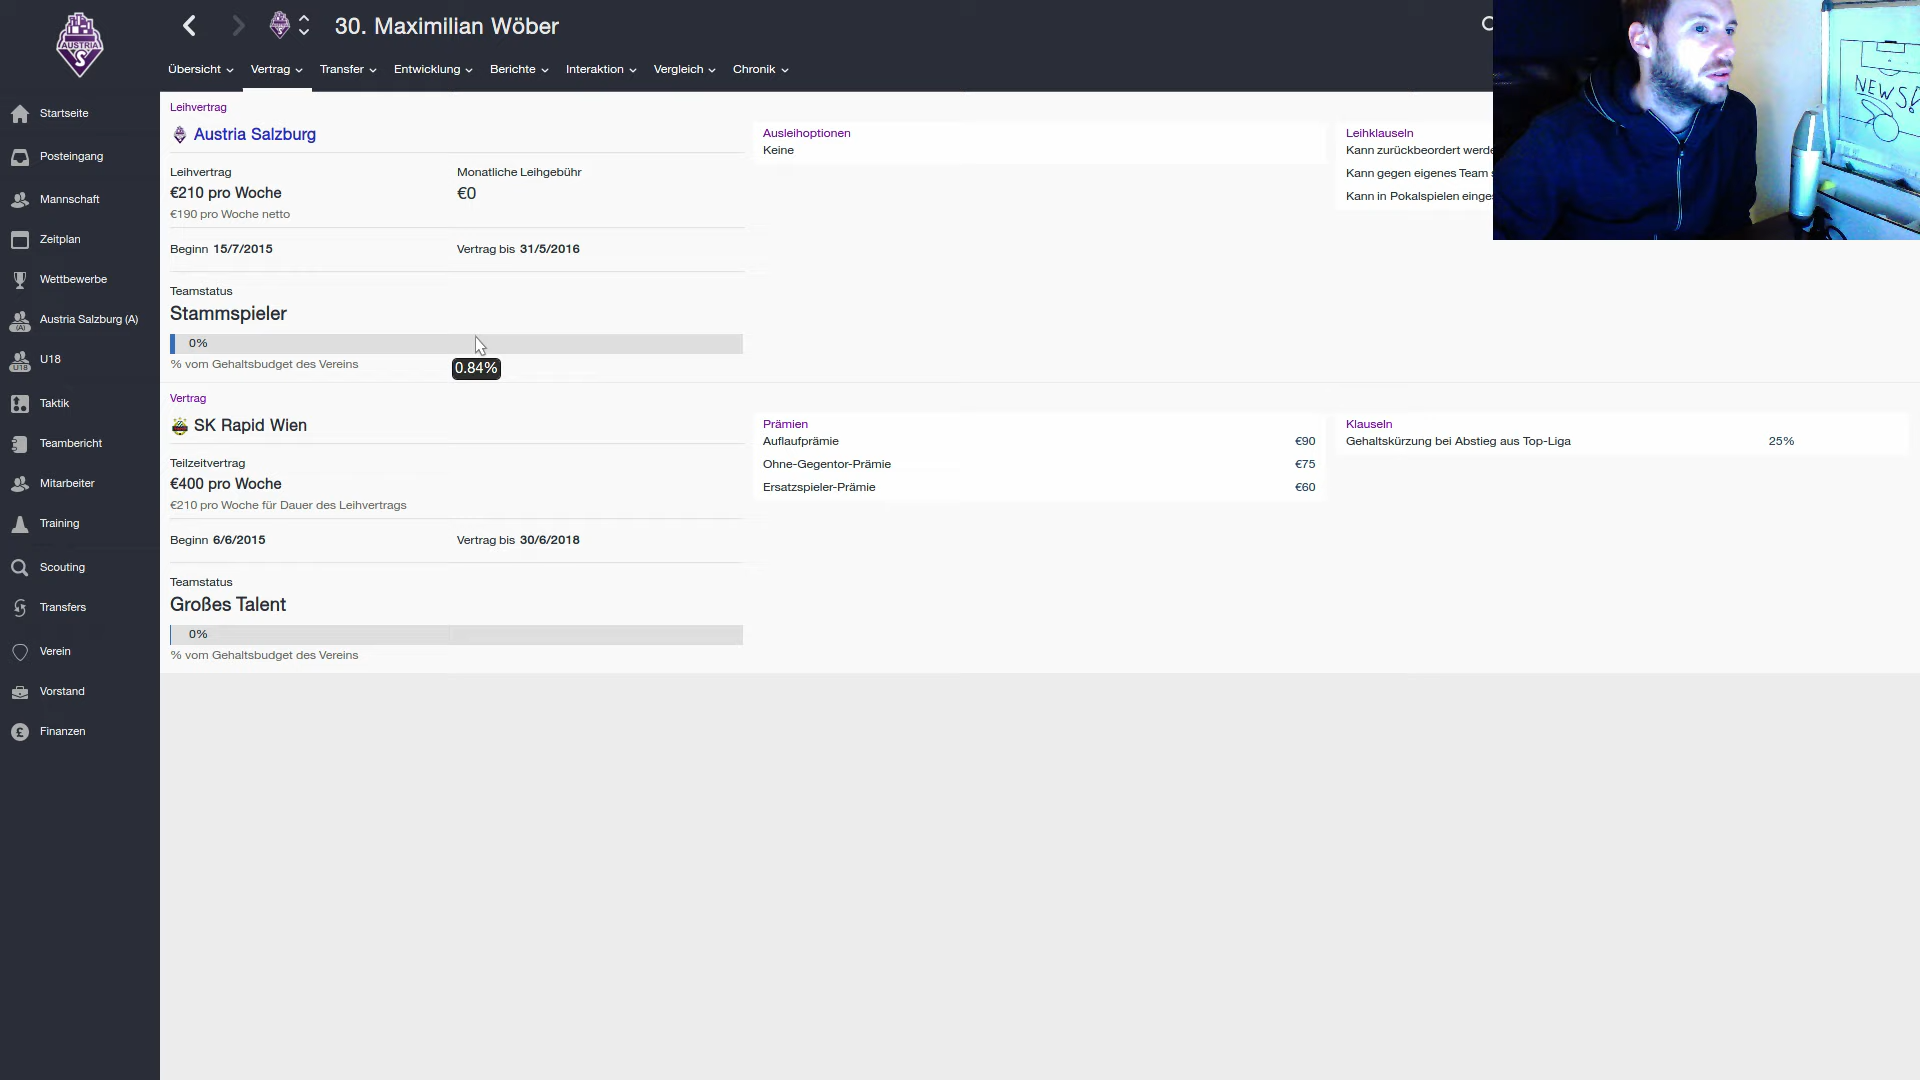 AUSTRIA
S
30. Maximilian Wöber
Übersicht
Vertrag
Transfer
Entwicklung
Berichte
Interaktion
Vergleich
Chronik
Startseite
Posteingang
Mannschaft
Zeitplan
Wettbewerbe
(A)
Austria Salzburg (A)
U18
U18
Taktik
Teambericht
Mitarbeiter
Training
Scouting
Transfers
Verein
Vorstand
£
Finanzen
Leihvertrag
Austria Salzburg
Leihvertrag
€210 pro Woche
€190 pro Woche netto
Monatliche Leihgebühr
€0
Beginn 15/7/2015
Vertrag bis 31/5/2016
Teamstatus
Stammspieler
0%
% vom Gehaltsbudget des Vereins
0.84%
Ausleihoptionen
Keine
Leihklauseln
Kann zurückbeordert werde
Kann gegen eigenes Team s
Kann in Pokalspielen einges
NEWS!
Vertrag
SK Rapid Wien
Teilzeitvertrag
€400 pro Woche
€210 pro Woche für Dauer des Leihvertrags
Beginn 6/6/2015
Vertrag bis 30/6/2018
Teamstatus
Großes Talent
0%
% vom Gehaltsbudget des Vereins
Prämien
Auflaufprämie €90
Ohne-Gegentor-Prämie €75
Ersatzspieler-Prämie €60
Klauseln
Gehaltskürzung bei Abstieg aus Top-Liga 25%